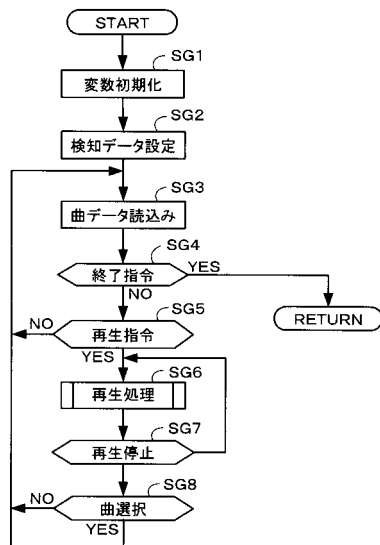 START
SG1
変数初期化
SG2
検知データ設定
SG3
曲データ読込み
SG4
終了指令
YES
NO
RETURN
SG5
NO
再生指令
YES
SG6
再生処理
SG7
再生停止
SG8
NO
曲選択
YES